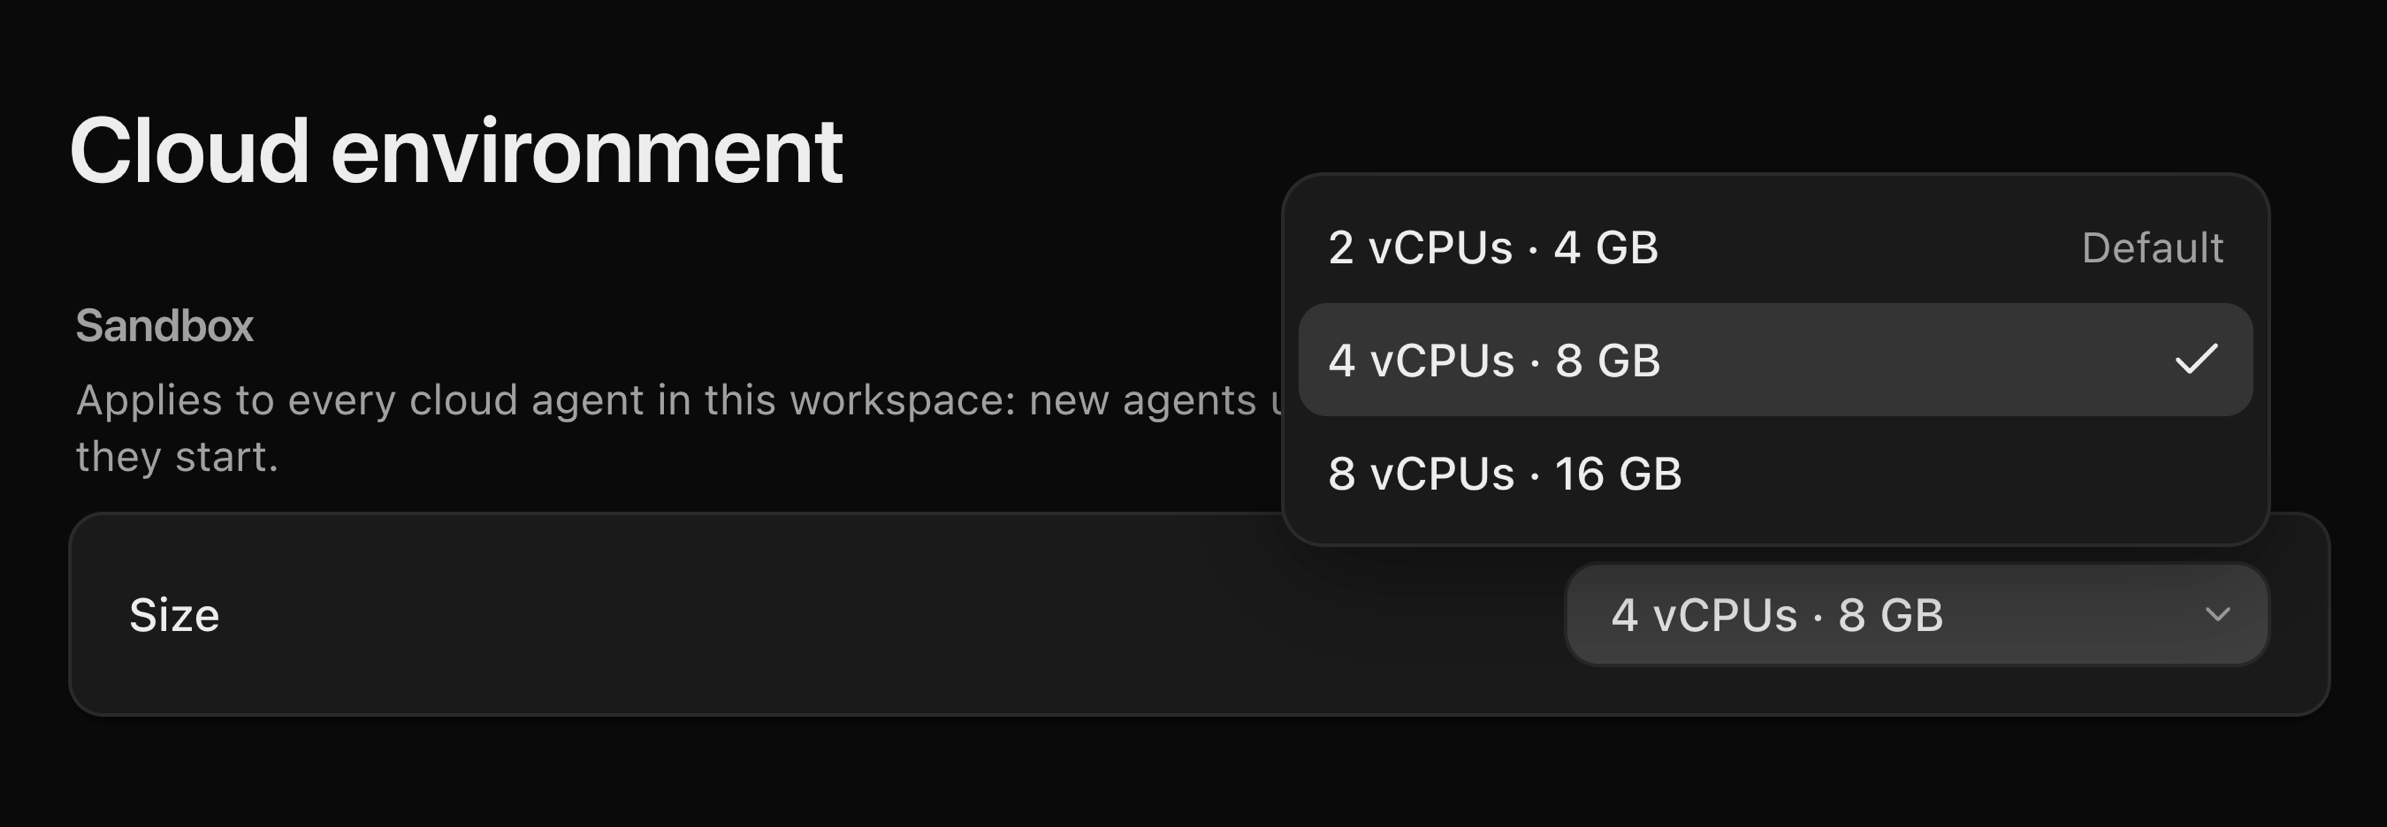 Cloud environment
2 vCPUs · 4 GB Default
4 vCPUs · 8 GB
8 vCPUs · 16 GB
Sandbox
Applies to every cloud agent in this workspace: new agents
they start.
Size
4 vCPUs · 8 GB